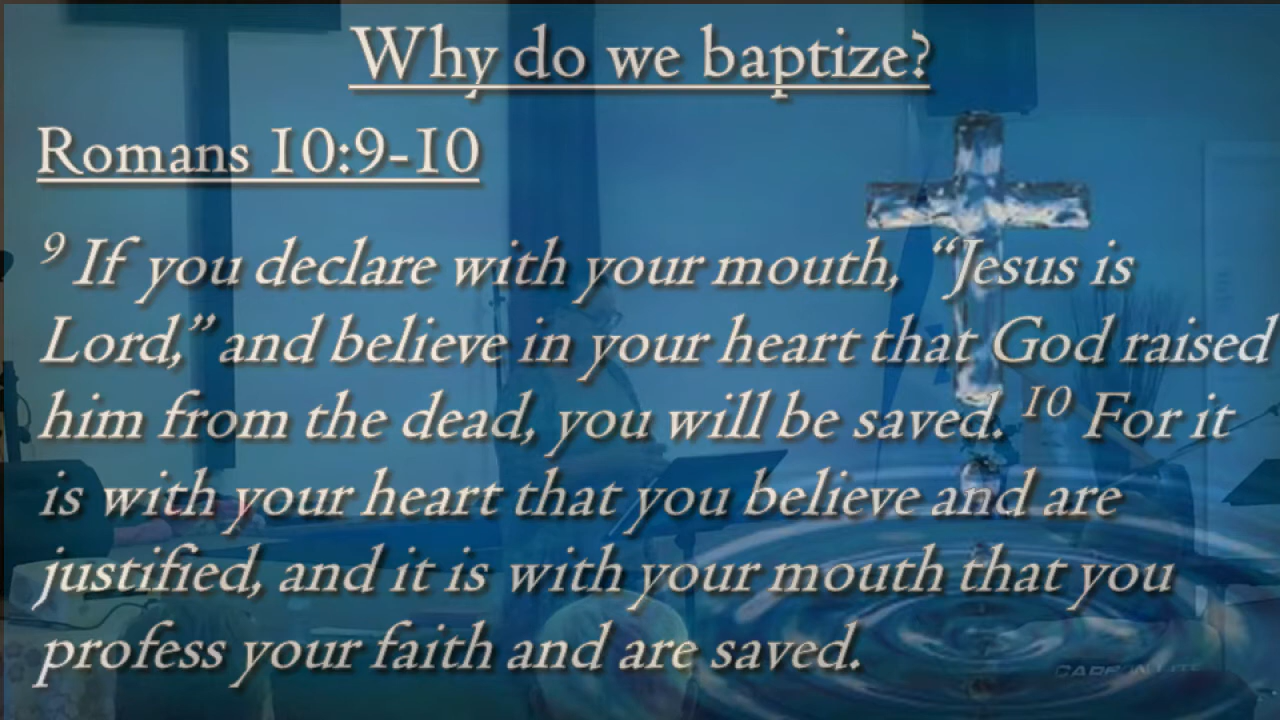 Why do we baptize?
Romans 10:9-10
9 If you declare with your mouth, “Jesus is
Lord,” and believe in your heart that God raised
him from the dead, you will be saved. 10 For it
is with your heart that you believe and are
justified, and it is with your mouth that you
profess your faith and are saved.